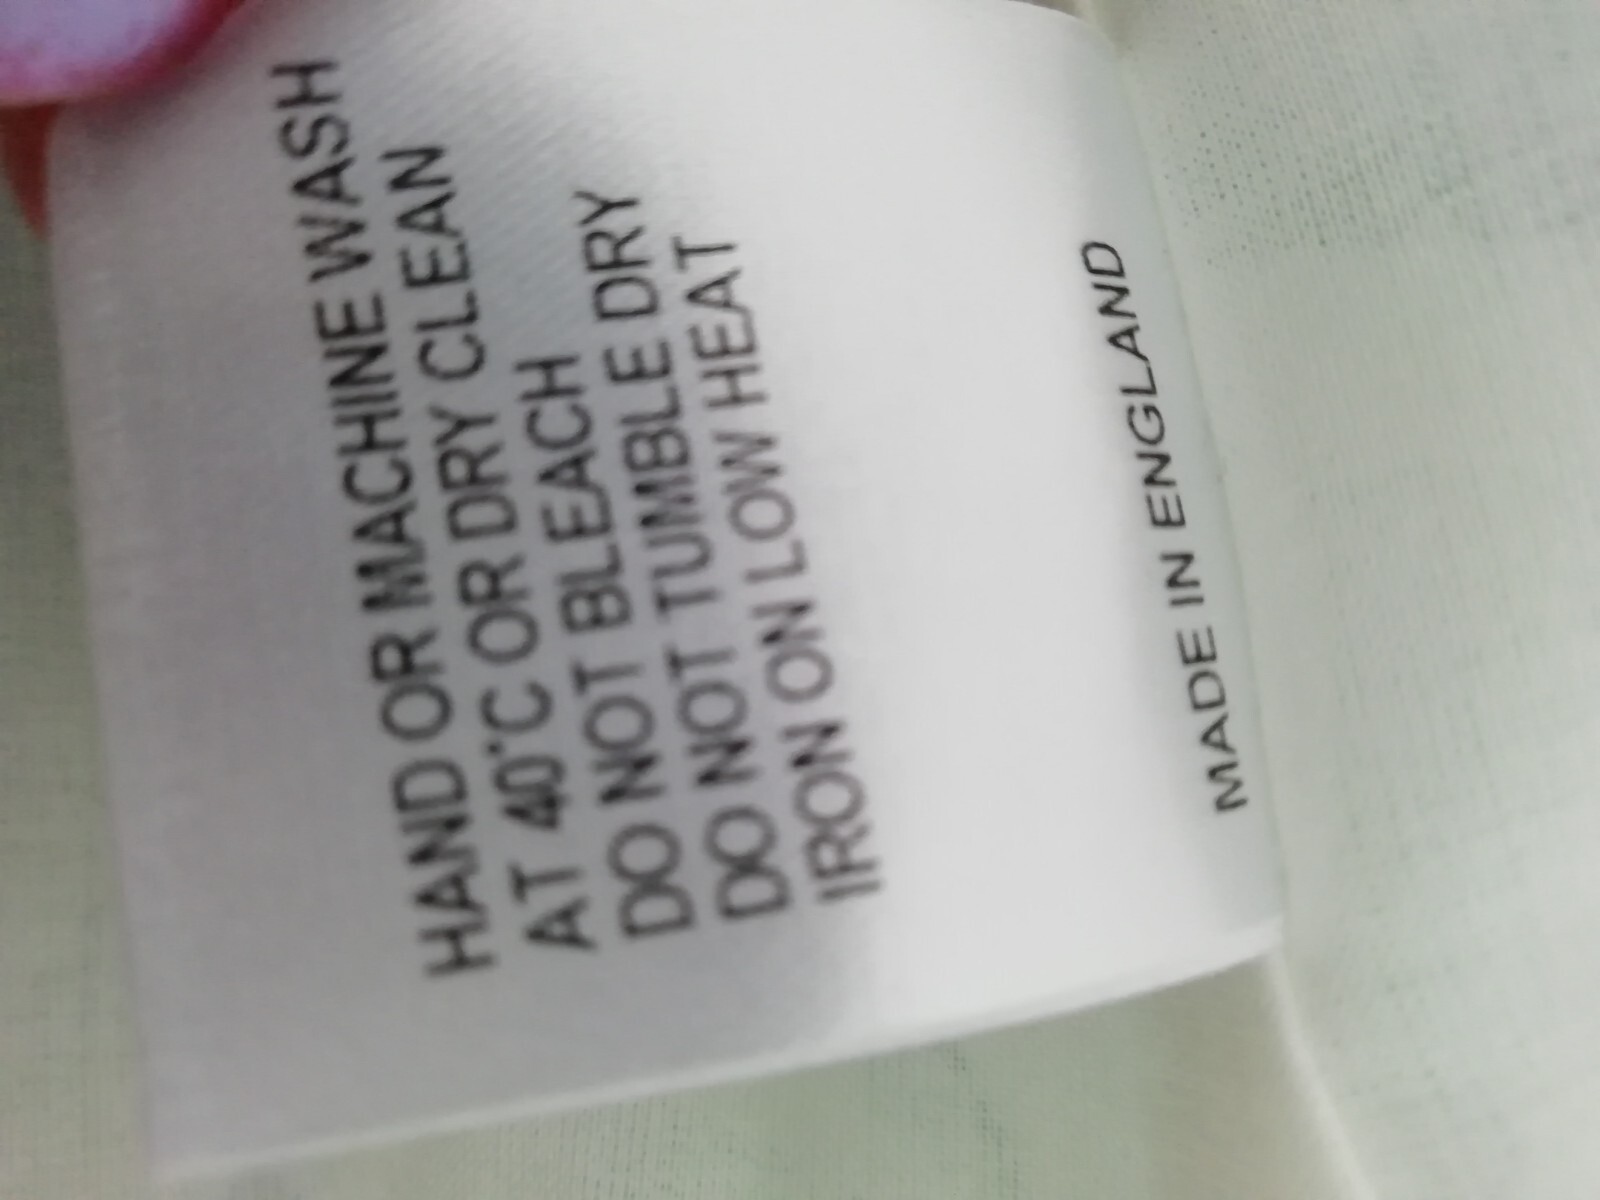 HAND OR MACHINE WASH
AT 40°C OR DRY CLEAN
DO NOT BLEACH
DO NOT TUMBLE DRY
IRON ON LOW HEAT
MADE IN ENGLAND